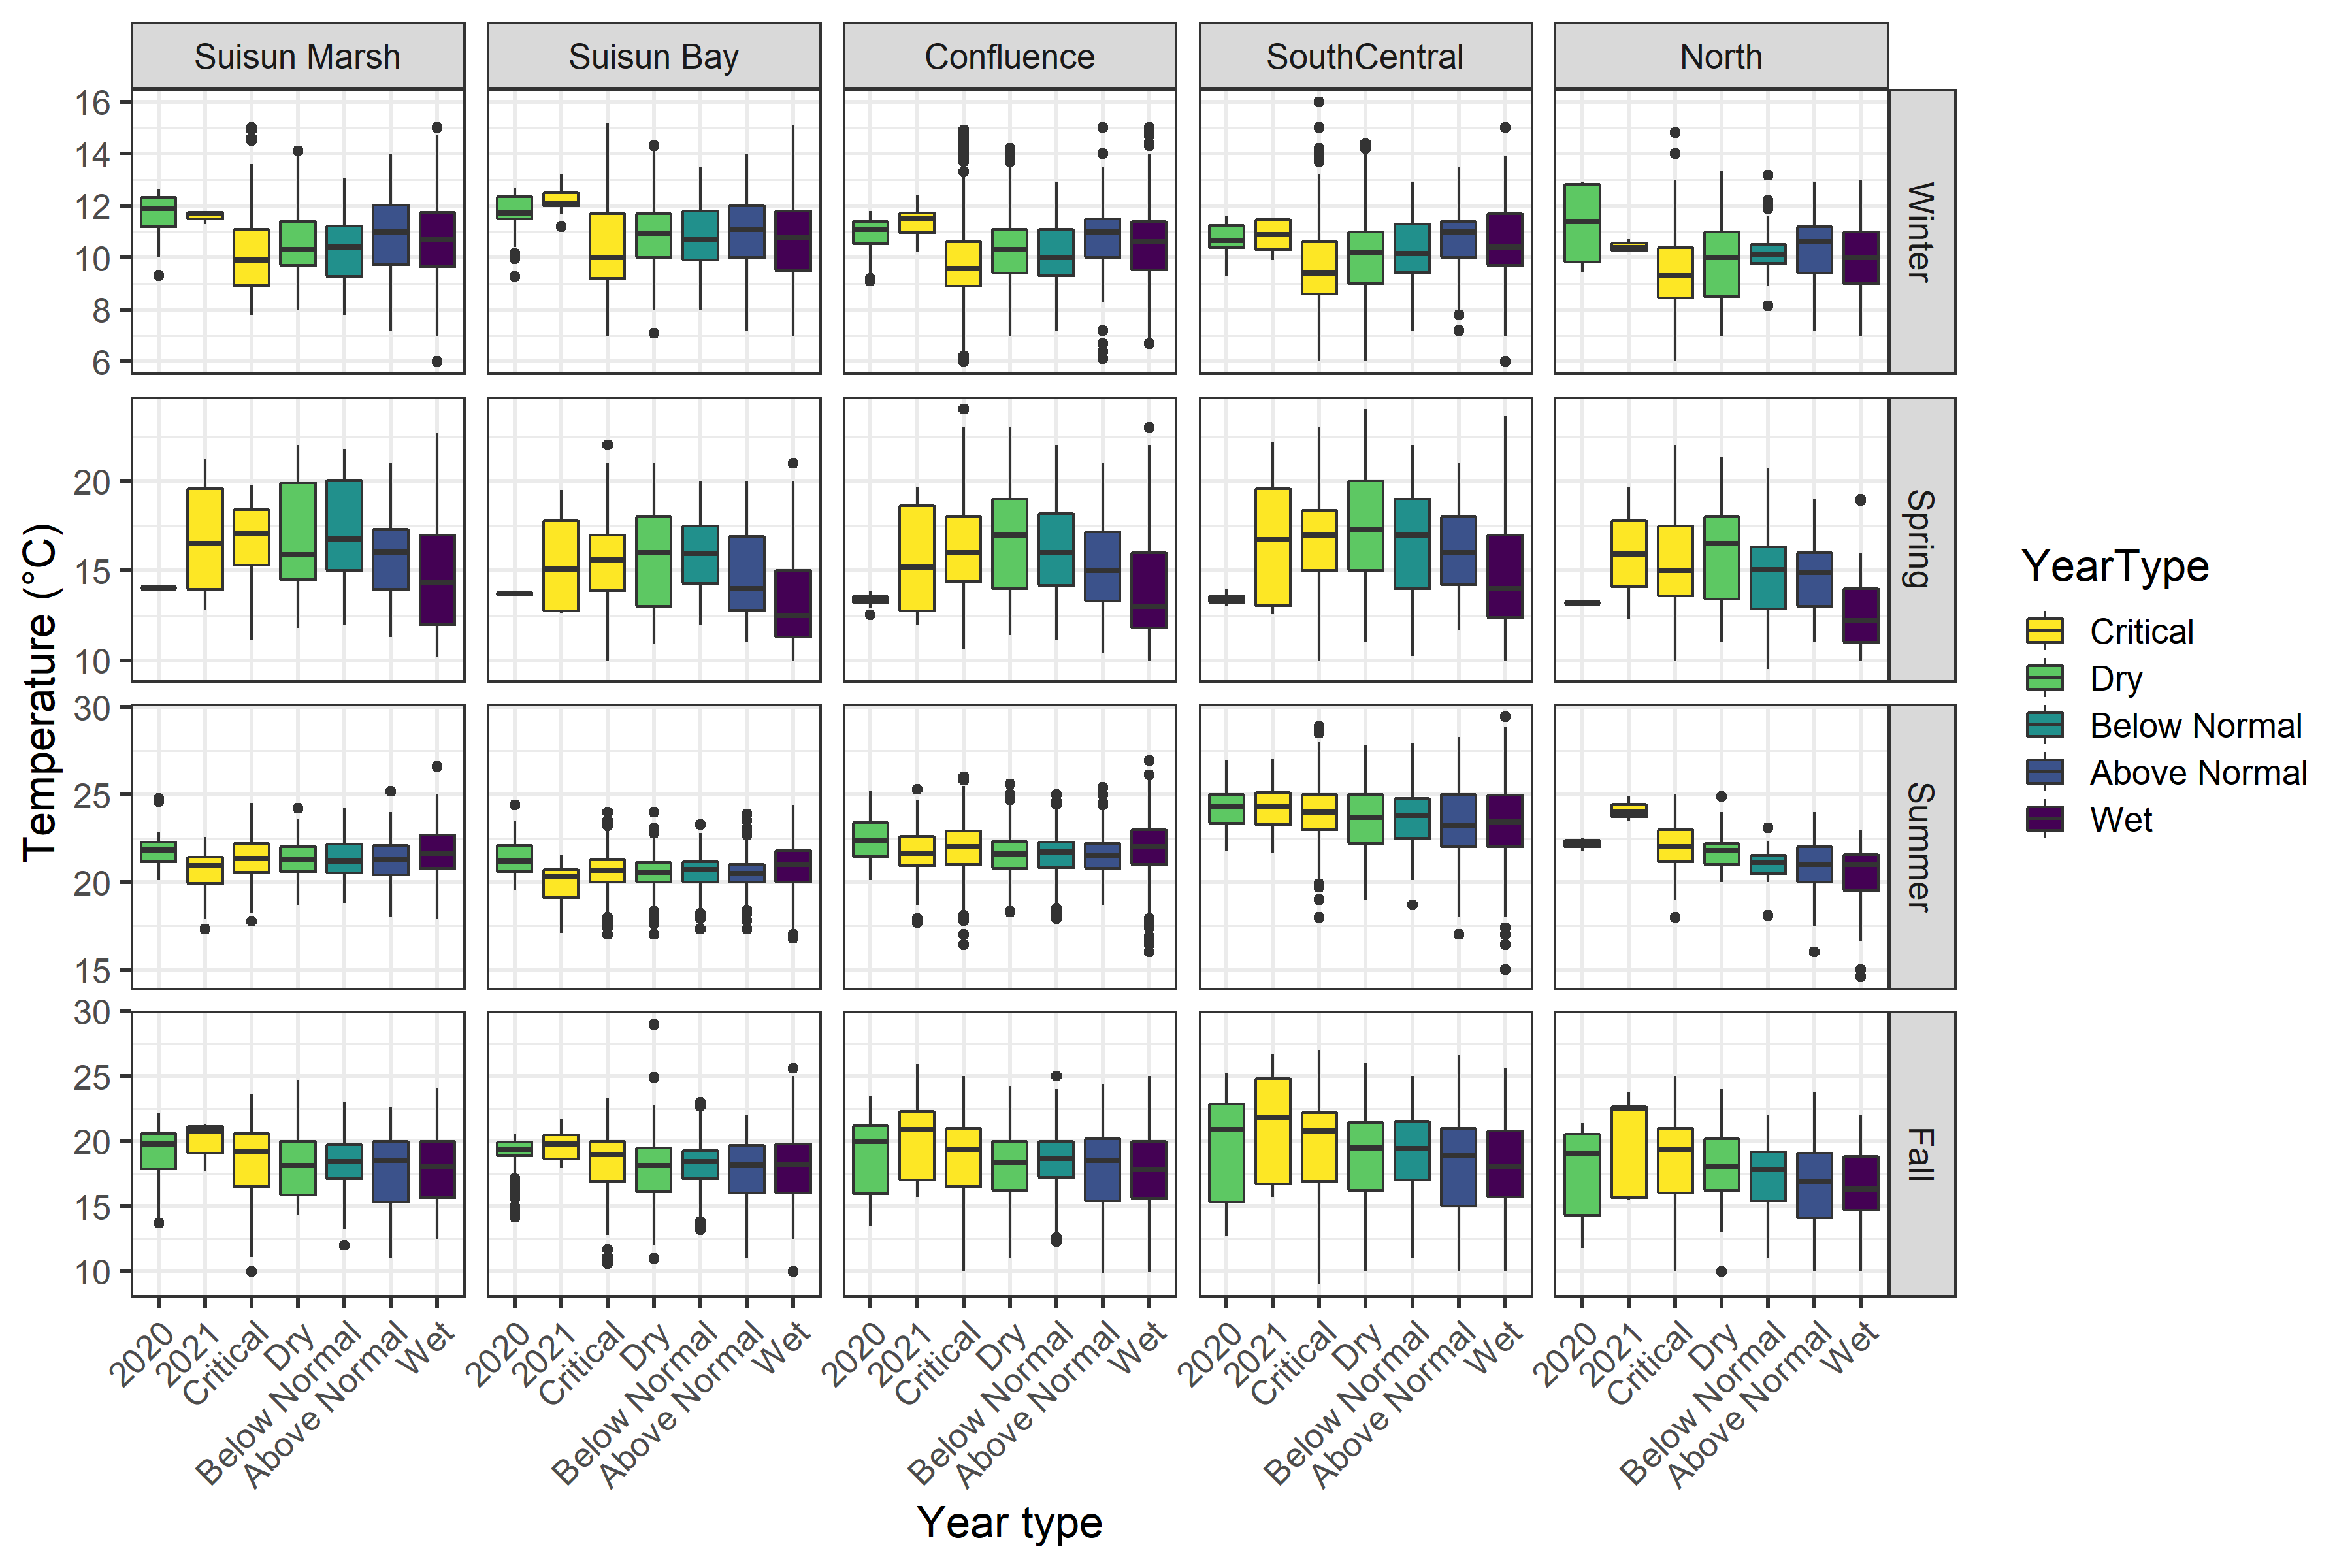 Suisun Marsh
Suisun Bay
Confluence
SouthCentral
North
16
14
12
10
8
6
Winter
20
15
10
Spring
30
25
20
15
Summer
30
25
20
15
10
Fall
Temperature (°C)
2020
2021
Critical
Dry
Below Normal
Above Normal
Wet
2020
2021
Critical
Dry
Below Normal
Above Normal
Wet
2020
2021
Critical
Dry
Below Normal
Above Normal
Wet
2020
2021
Critical
Dry
Below Normal
Above Normal
Wet
2020
2021
Critical
Dry
Below Normal
Above Normal
Wet
Year type
YearType
Critical
Dry
Below Normal
Above Normal
Wet